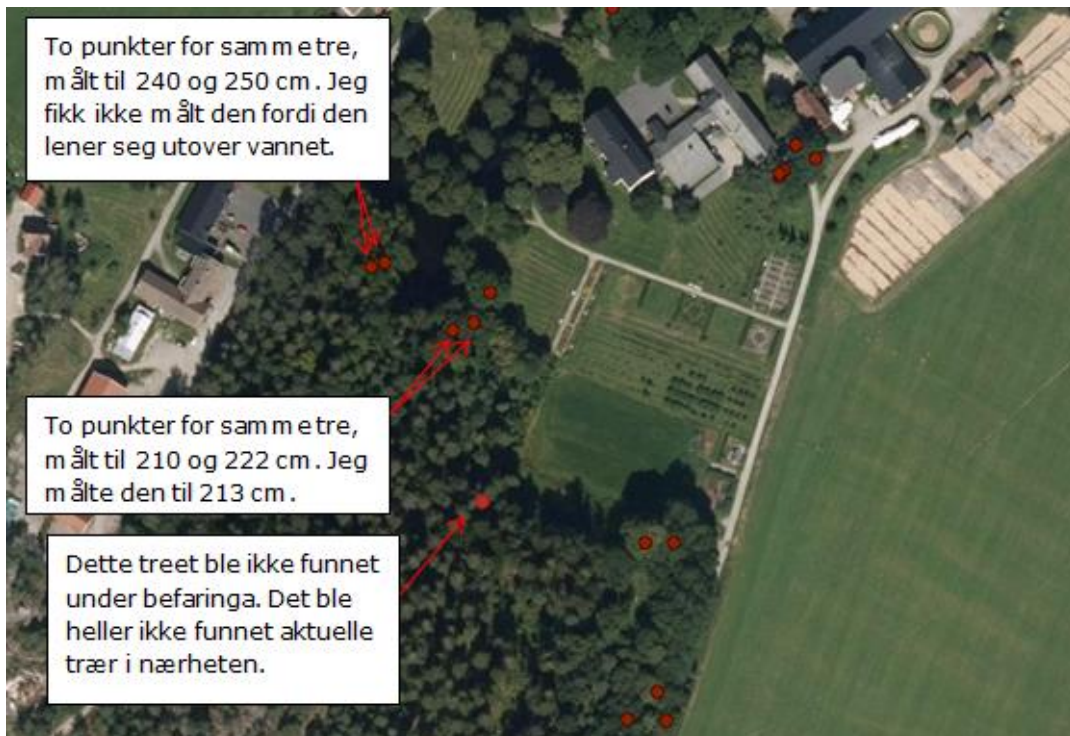 To punkter for samme tre,
målt til 240 og 250 cm. Jeg
fikk ikke målt den fordi den
lener seg utover vannet.
To punkter for samme tre,
målt til 210 og 222 cm. Jeg
målte den til 213 cm.
Dette treet ble ikke funnet
under befaringa. Det ble
heller ikke funnet aktuelle
trær i nærheten.